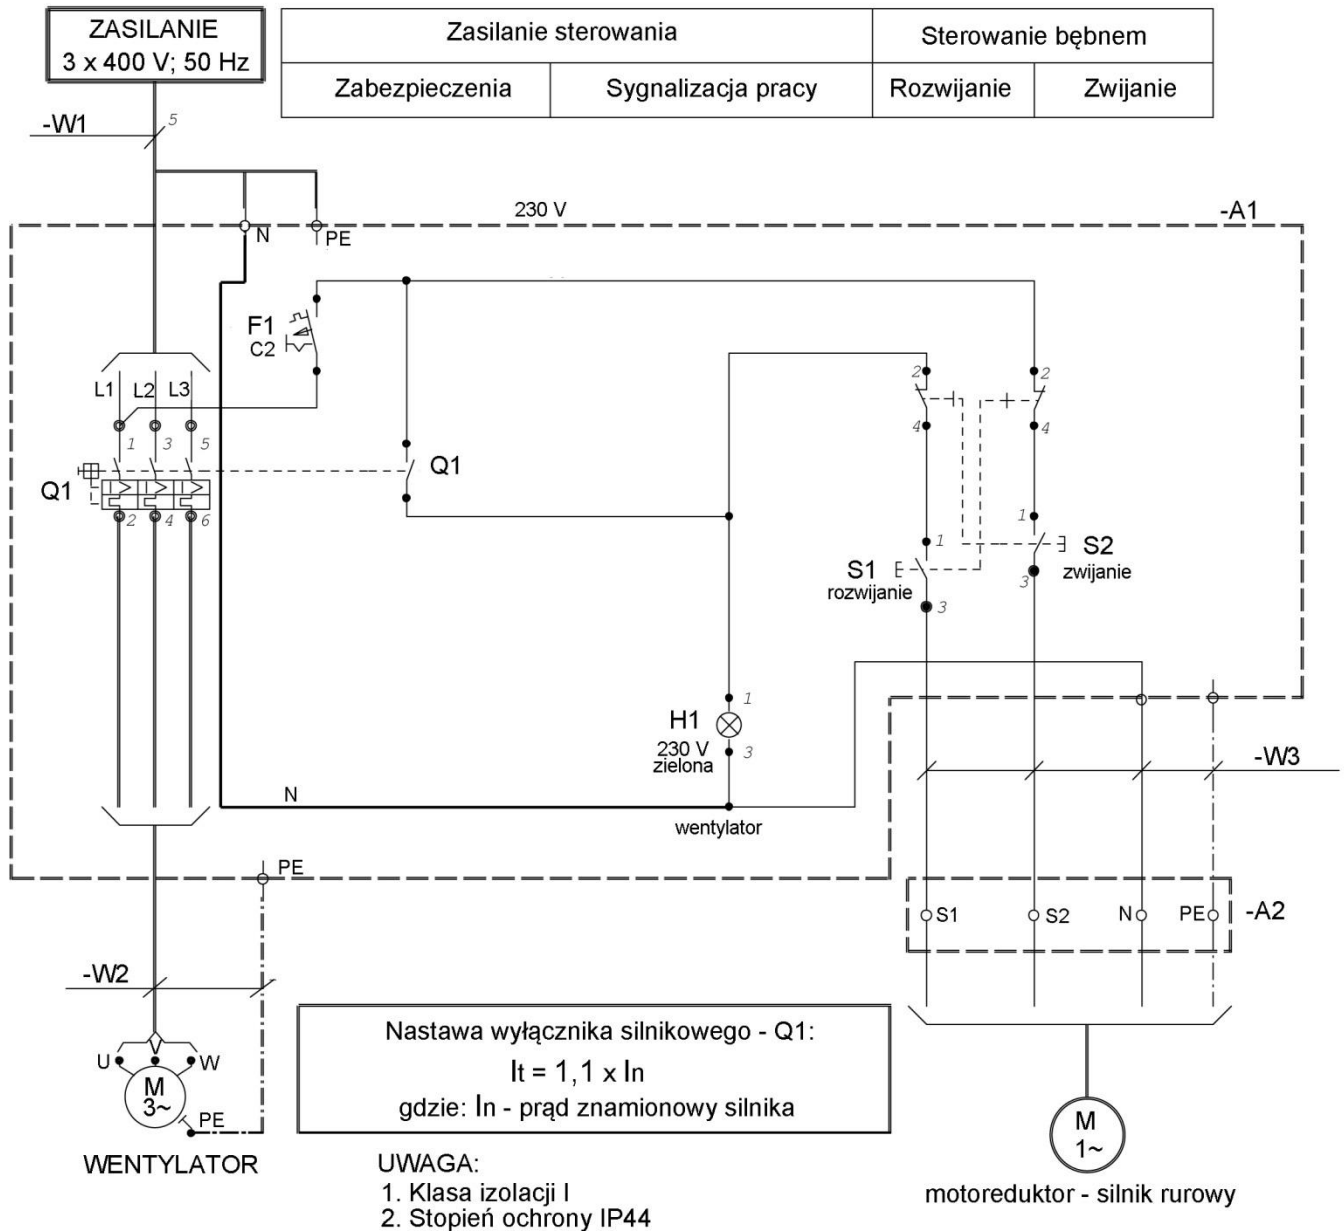 ZASILANIE
3 x 400 V; 50 Hz
Zasilanie sterowania
Sterowanie bębnem
Zabezpieczenia
Sygnalizacja pracy
Rozwijanie
Zwijanie
-W1
5
230 V
-A1
N
PE
F1
C2
L1
L2
L3
1
3
5
Q1
2
4
6
Q1
2
4
2
4
1
1
S1
rozwijanie
3
S2
zwijanie
3
H1
230 V
zielona
1
3
N
wentylator
-W3
PE
S1
S2
N
PE
-A2
-W2
U
V
W
M
3~
PE
WENTYLATOR
Nastawa wyłącznika silnikowego - Q1:
It = 1,1 x In
gdzie: In - prąd znamionowy silnika
UWAGA:
1. Klasa izolacji I
2. Stopień ochrony IP44
M
1~
motoreduktor - silnik rurowy